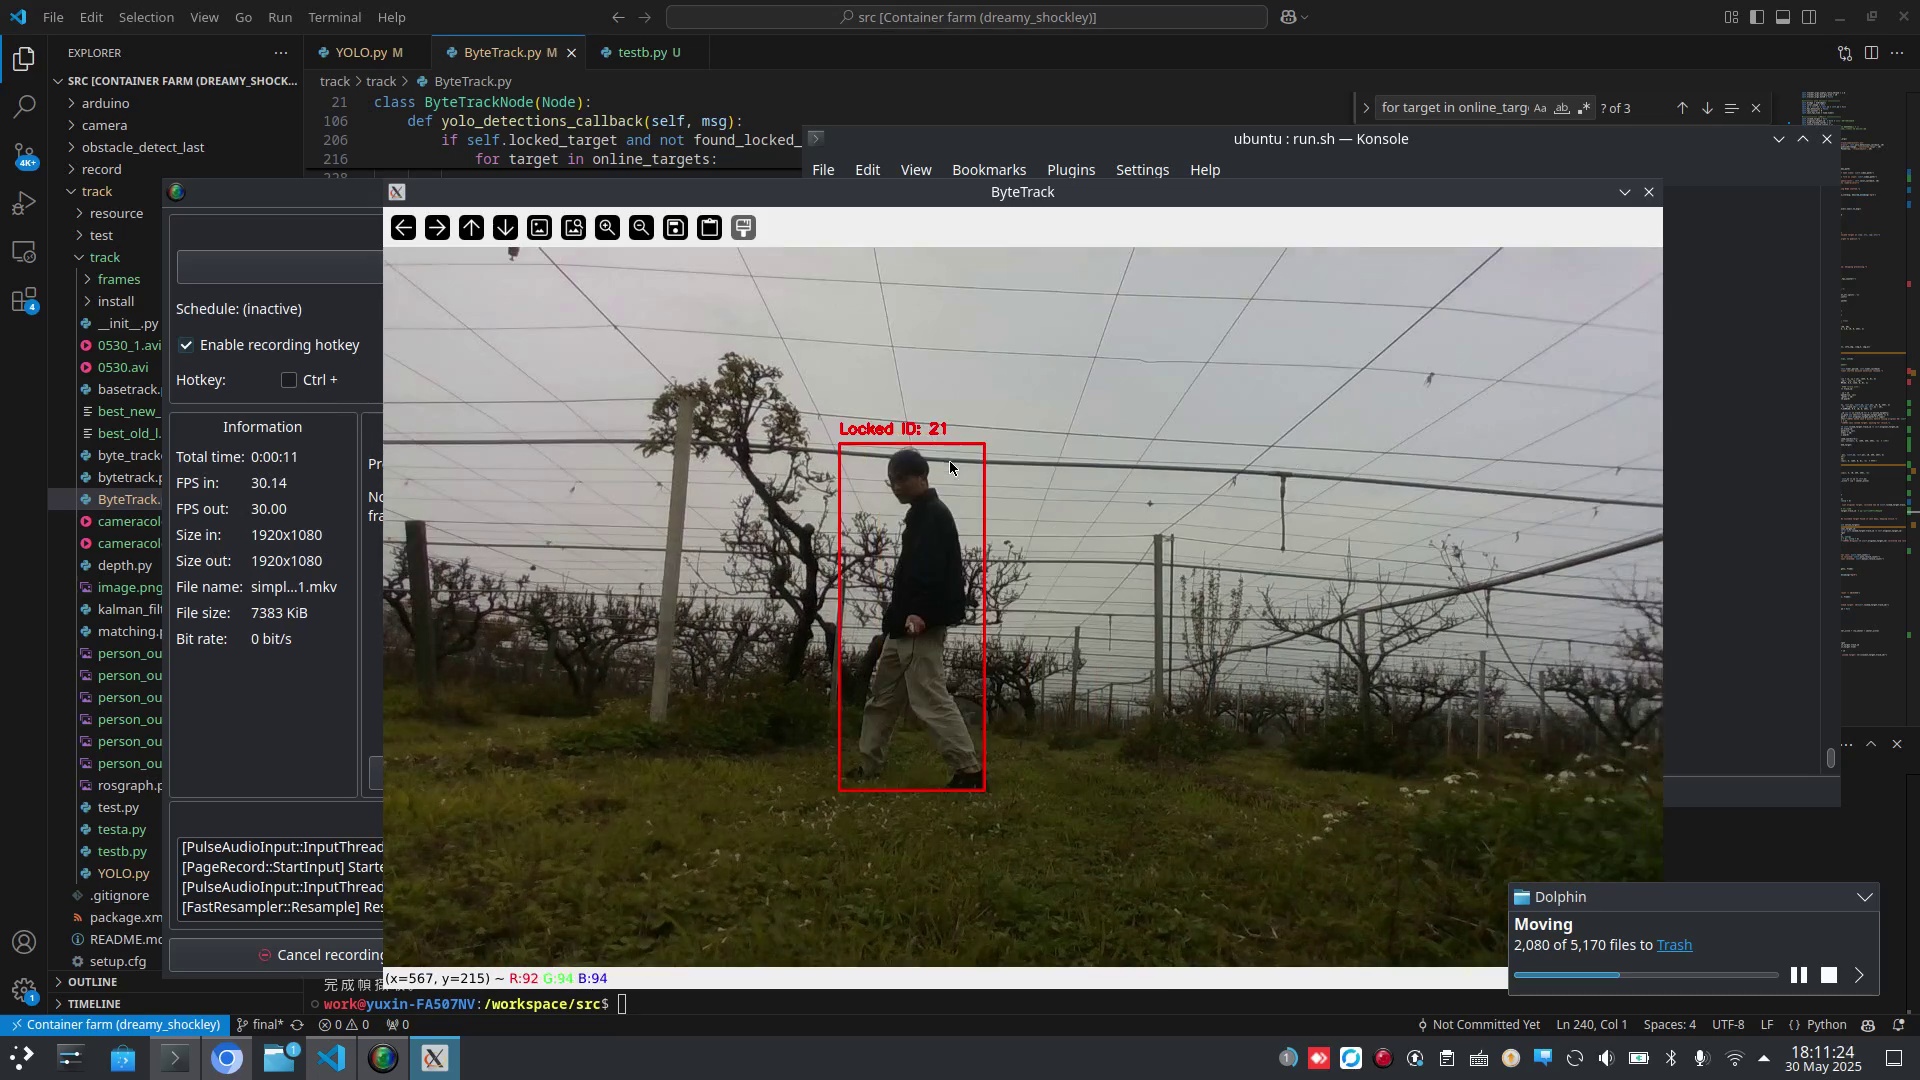 File Edit Selection View Go Run Terminal Help
src [Container farm (dreamy_shockley)]
EXPLORER
SRC [CONTAINER FARM (DREAMY_SHOCK...
arduino
camera
obstacle_detect_last
record
track
resource
test
track
frames
install
__init__.py
0530_1.avi
0530.avi
basetrack.
best_new_
best_old_l.
byte_track
bytetrack.p
ByteTrack.
cameracol
cameracol
depth.py
image.png
kalman_filt
matching.p
person_ou
person_ou
person_ou
person_ou
person_ou
person_ou
rosgraph.p
test.py
testa.py
testb.py
YOLO.py
.gitignore
package.xm
README.md
setup.cfg
OUTLINE
TIMELINE
4K+
4
1
YOLO.py M
ByteTrack.py M
testb.py U
track > track > ByteTrack.py
21 class ByteTrackNode(Node):
106 def yolo_detections_callback(self, msg):
206 if self.locked_target and not found_locked_
216 for target in online_targets:
for target in online_targ
Aa ab
? of 3
ubuntu : run.sh — Konsole
File Edit View Bookmarks Plugins Settings Help
ByteTrack
Schedule: (inactive)
Enable recording hotkey
Hotkey: Ctrl +
Information
Total time: 0:00:11
FPS in: 30.14
FPS out: 30.00
Size in: 1920x1080
Size out: 1920x1080
File name: simpl...1.mkv
File size: 7383 KiB
Bit rate: 0 bit/s
Pr
No
fra
[PulseAudioInput::InputThread
[PageRecord::StartInput] Starte
[PulseAudioInput::InputThread
[FastResampler::Resample] Res
Cancel recording
Locked ID: 21
(x=567, y=215) ~ R:92 G:94 B:94
work@yuxin-FA507NV:/workspace/src$
Dolphin
Moving
2,080 of 5,170 files to Trash
Container farm (dreamy_shockley)
final*
0 0
0
Not Committed Yet
Ln 240, Col 1
Spaces: 4
UTF-8
LF
Python
1
1
18:11:24
30 May 2025